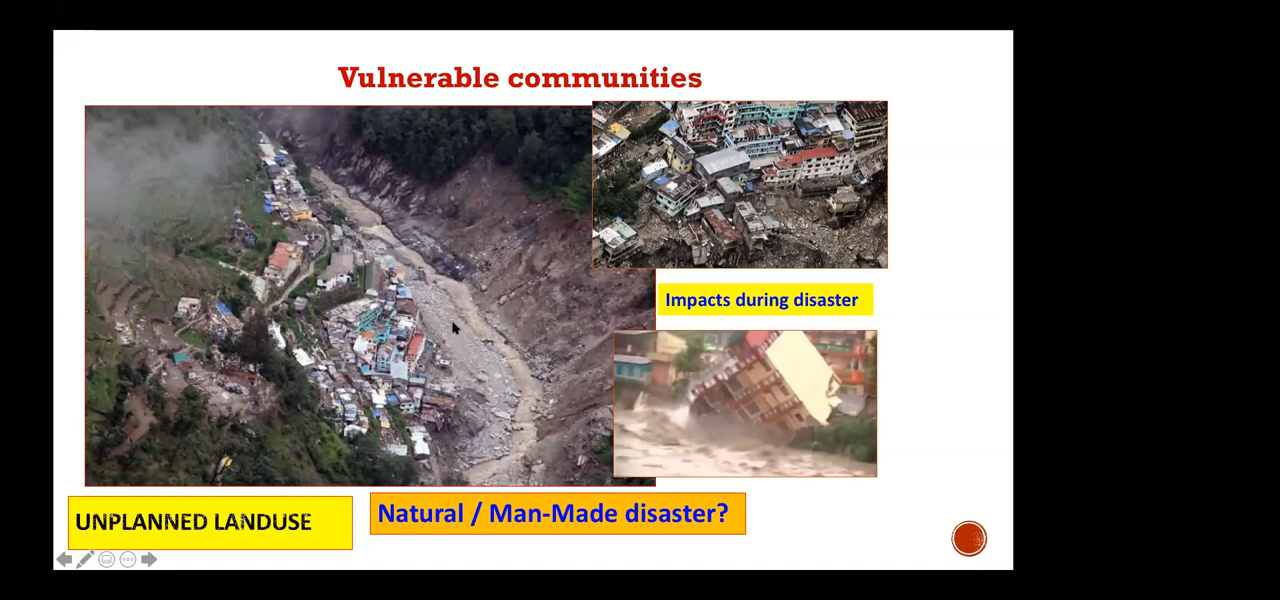 Vulnerable communities
Impacts during disaster
UNPLANNED LANDUSE
Natural / Man-Made disaster?